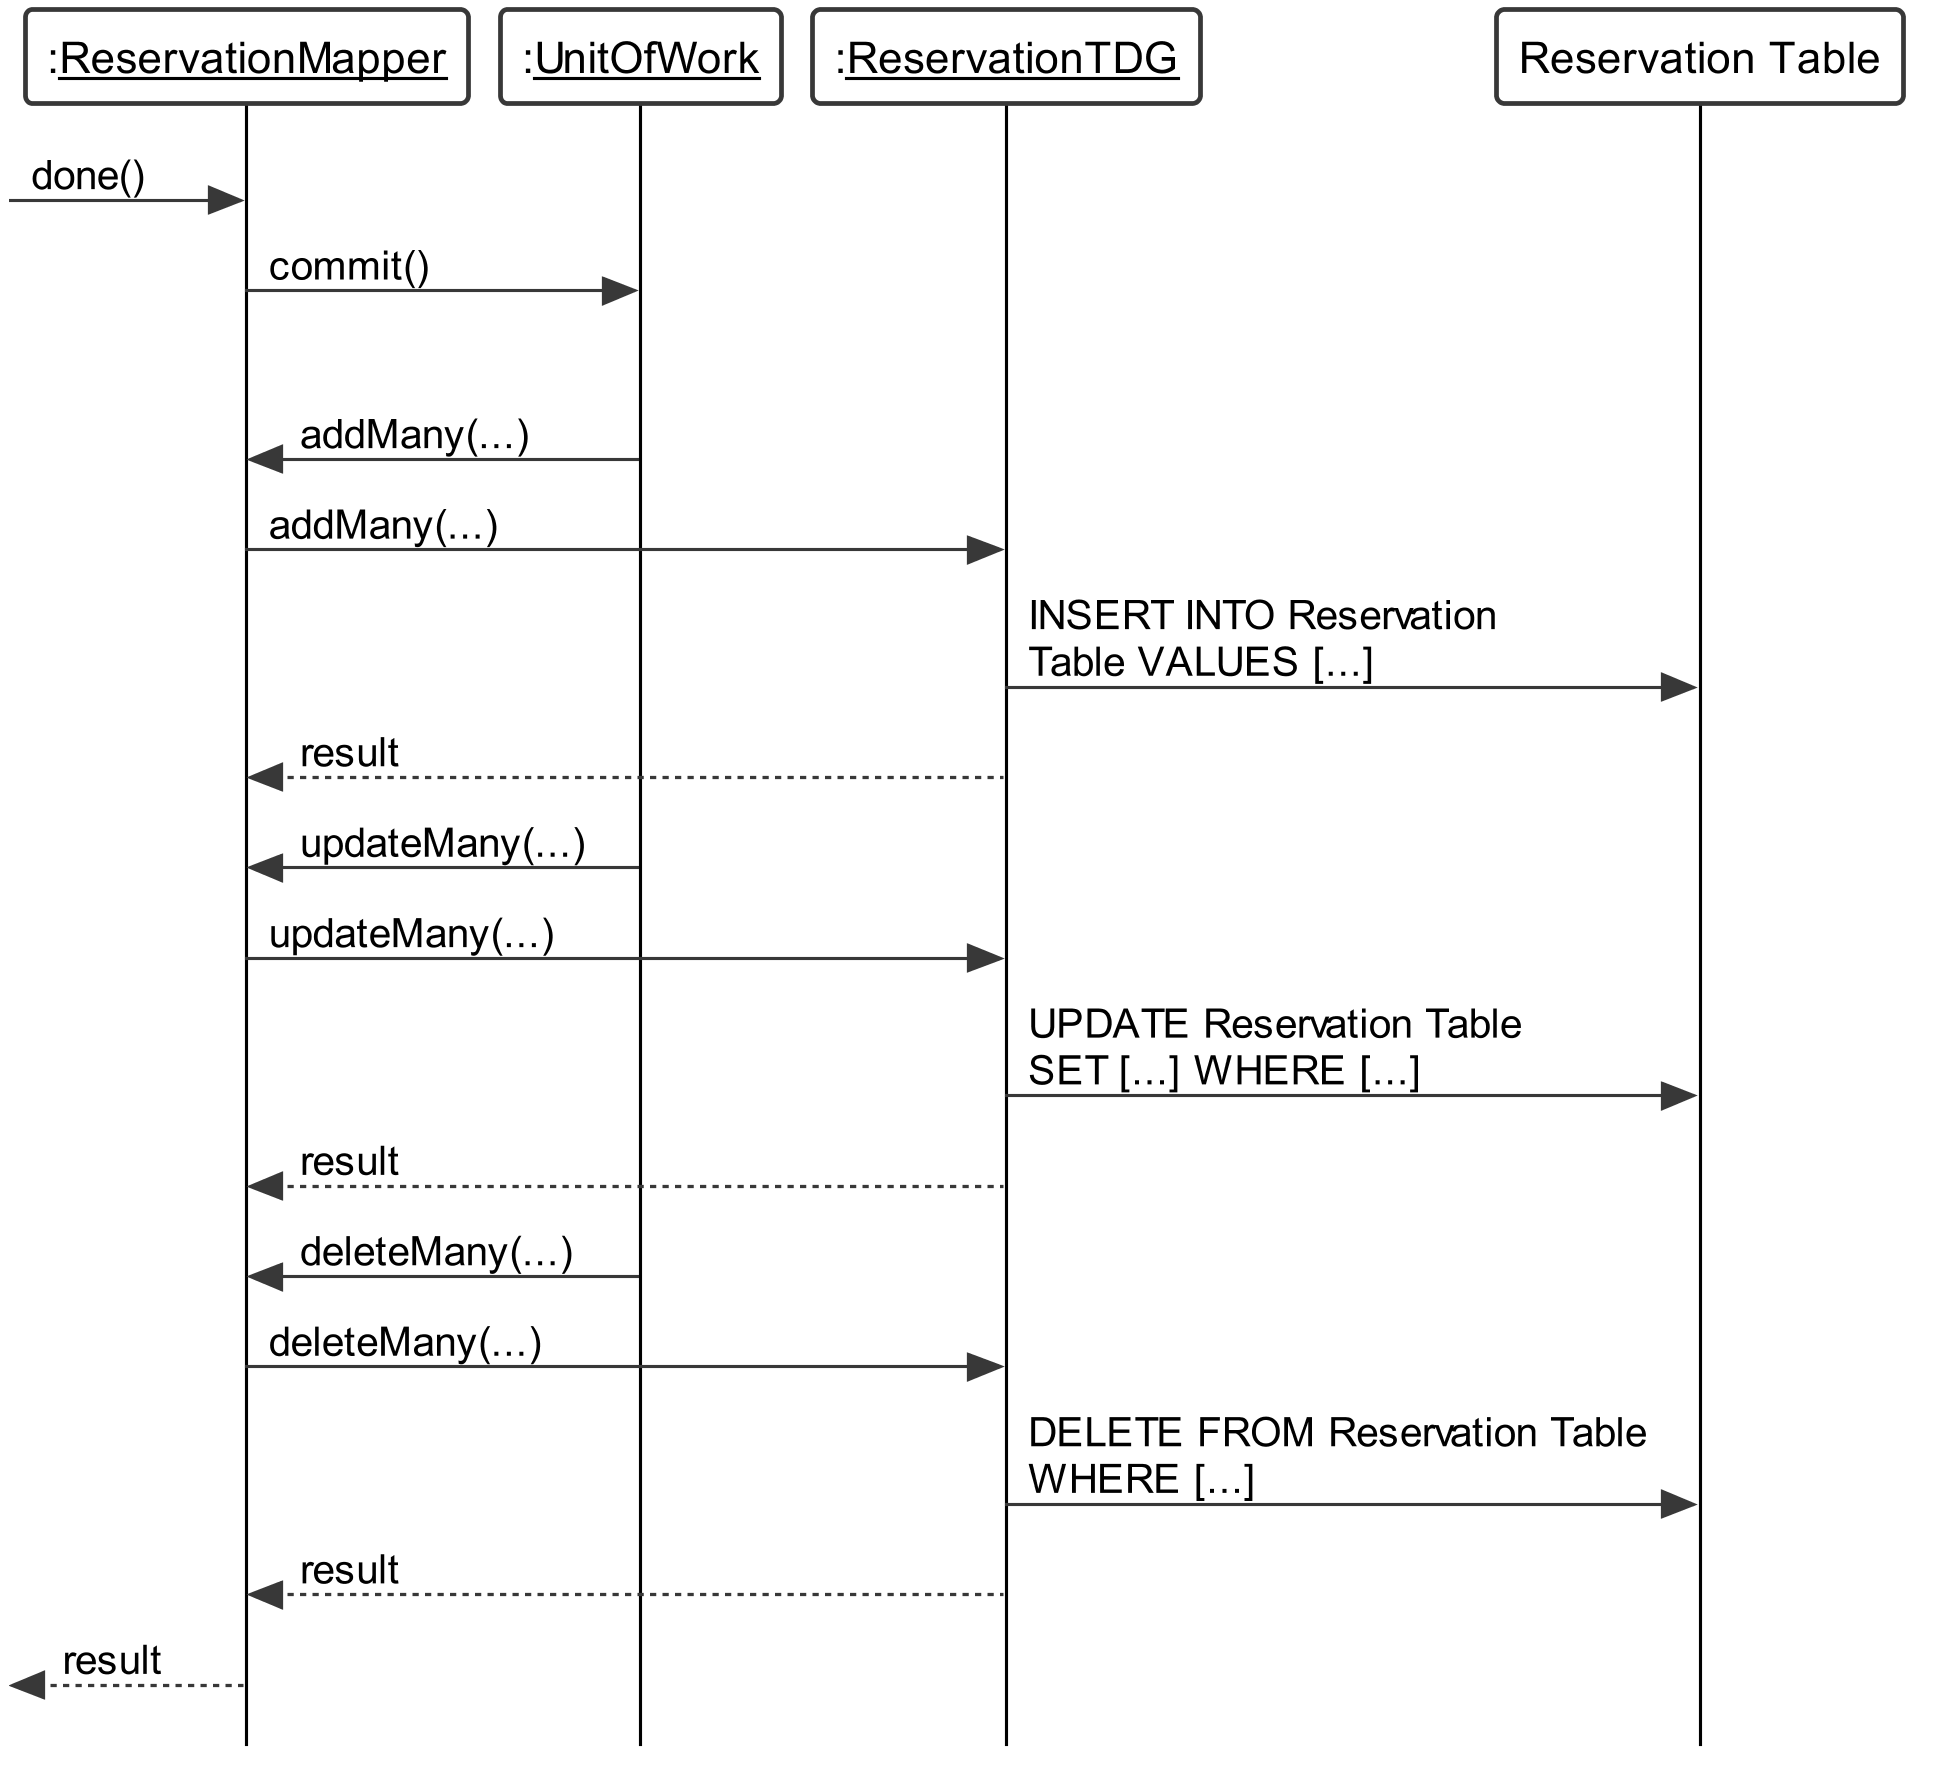 :ReservationMapper
:UnitOfWork
:ReservationTDG
Reservation Table
done()
commit()
addMany(...)
addMany(...)
INSERT INTO Reservation
Table VALUES [...]
result
updateMany(...)
updateMany(...)
UPDATE Reservation Table
SET [...] WHERE [...]
result
deleteMany(...)
deleteMany(...)
DELETE FROM Reservation Table
WHERE [...]
result
result